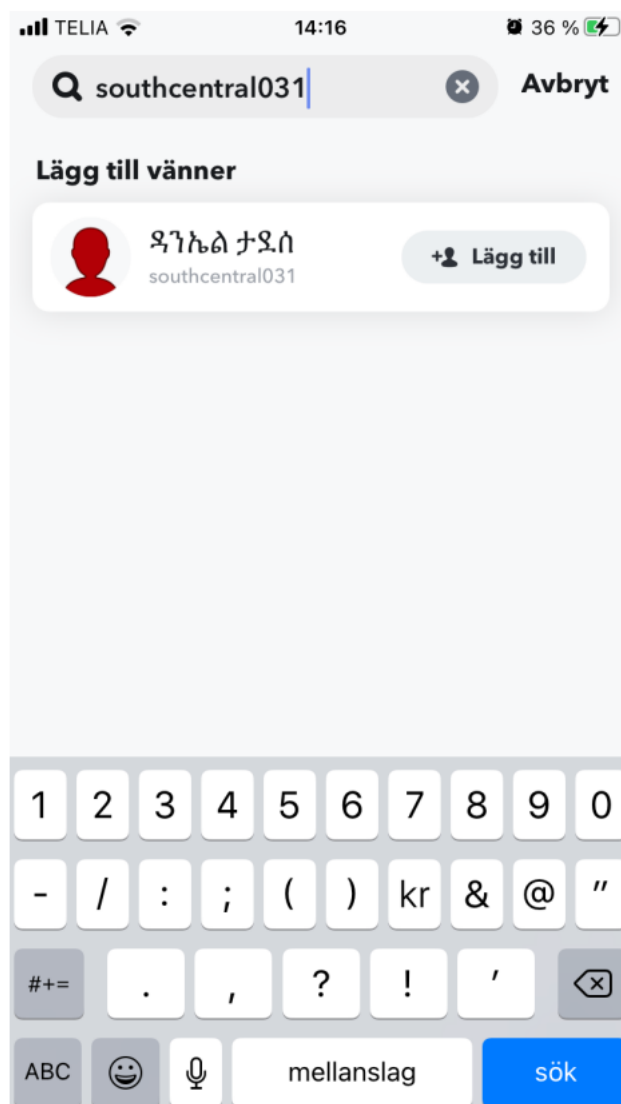 TELIA 14:16 36 %
southcentral031 Avbryt
Lägg till vänner
ዳንኤል ታደሰ
southcentral031
Lägg till
1 2 3 4 5 6 7 8 9 0
- / : ; ( ) kr & @ "
#+= . , ? ! '
ABC mellanslag sök